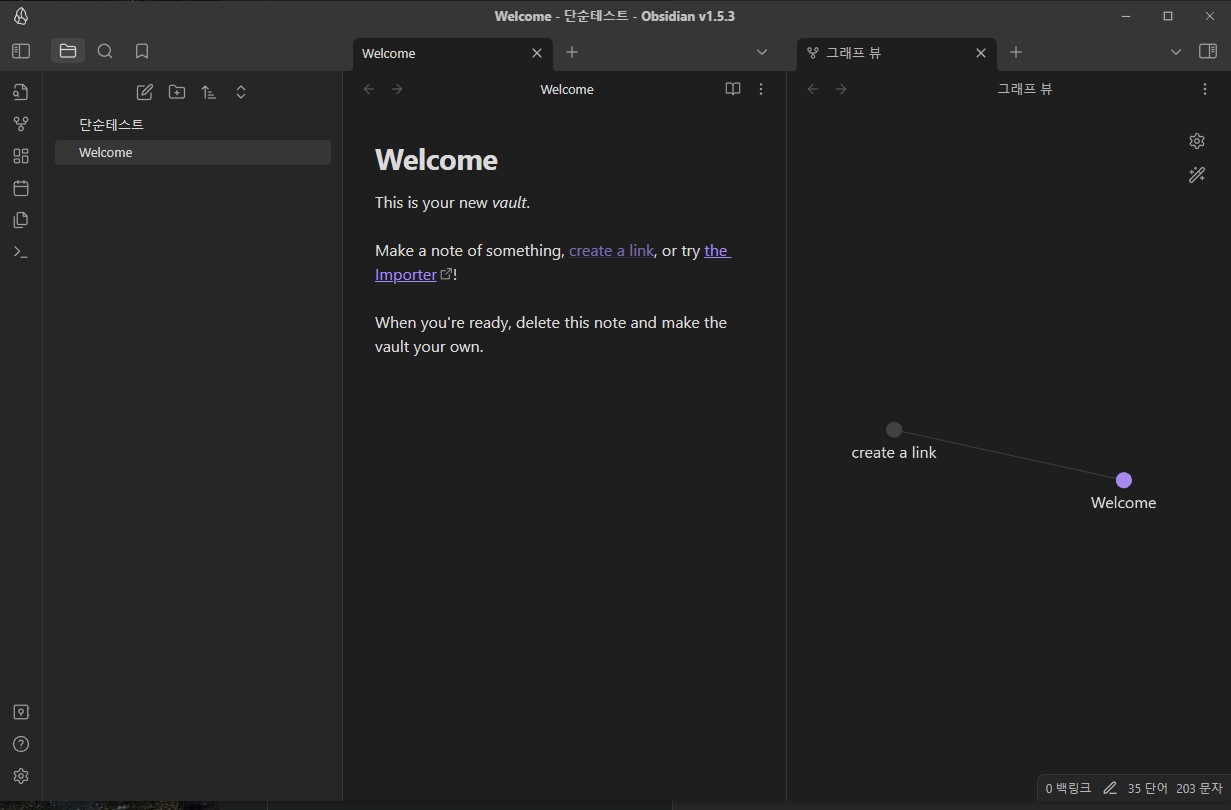 Welcome - 단순테스트 - Obsidian v1.5.3
Welcome
그래프 뷰
Welcome
그래프 뷰
단순테스트
Welcome
Welcome
This is your new vault.
Make a note of something, create a link, or try the
Importer!
When you're ready, delete this note and make the
vault your own.
create a link
Welcome
0 백링크 35 단어 203 문자